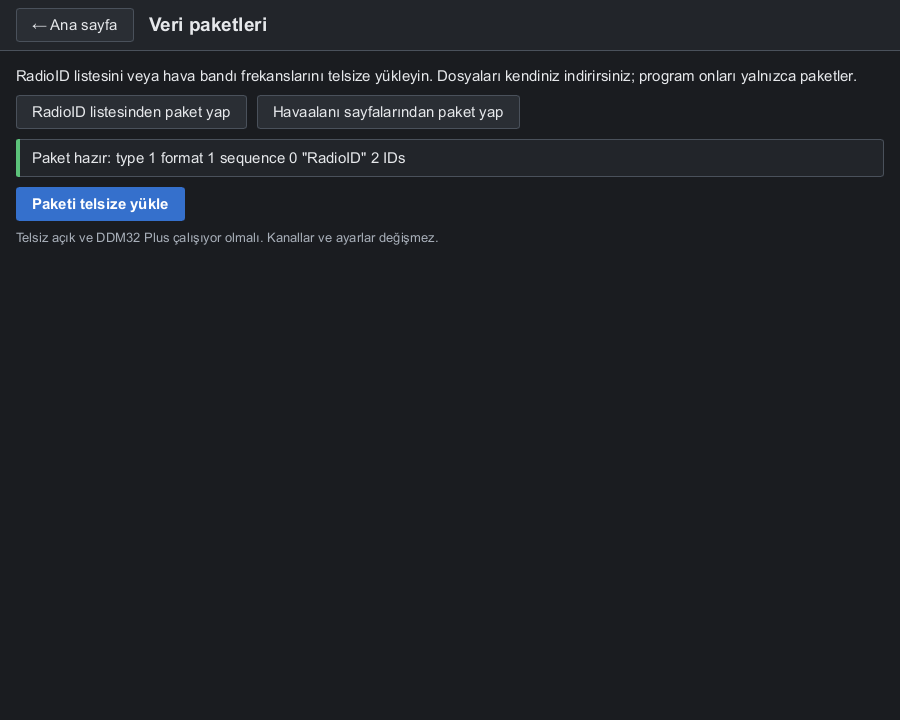 ← Ana sayfa
Veri paketleri
RadioID listesini veya hava bandı frekanslarını telsize yükleyin. Dosyaları kendiniz indirirsiniz; program onları yalnızca paketler.
RadioID listesinden paket yap
Havaalanı sayfalarından paket yap
Paket hazır: type 1 format 1 sequence 0 "RadioID" 2 IDs
Paketi telsize yükle
Telsiz açık ve DDM32 Plus çalışıyor olmalı. Kanallar ve ayarlar değişmez.